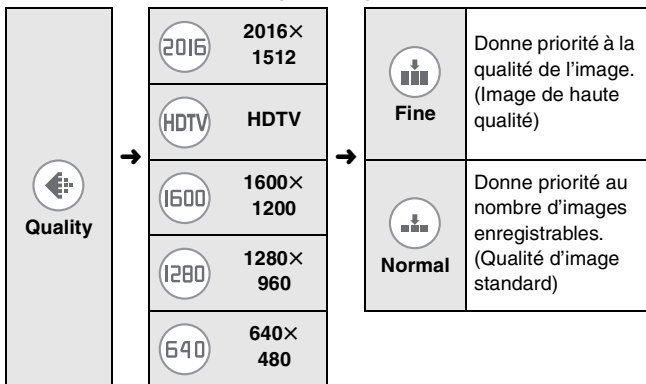 Quality
➜
2016
2016×
1512
HDTV
HDTV
1600
1600×
1200
1280
1280×
960
640
640×
480
➜
Fine
Donne priorité à la
qualité de l'image.
(Image de haute
qualité)
Normal
Donne priorité au
nombre d'images
enregistrables.
(Qualité d'image
standard)